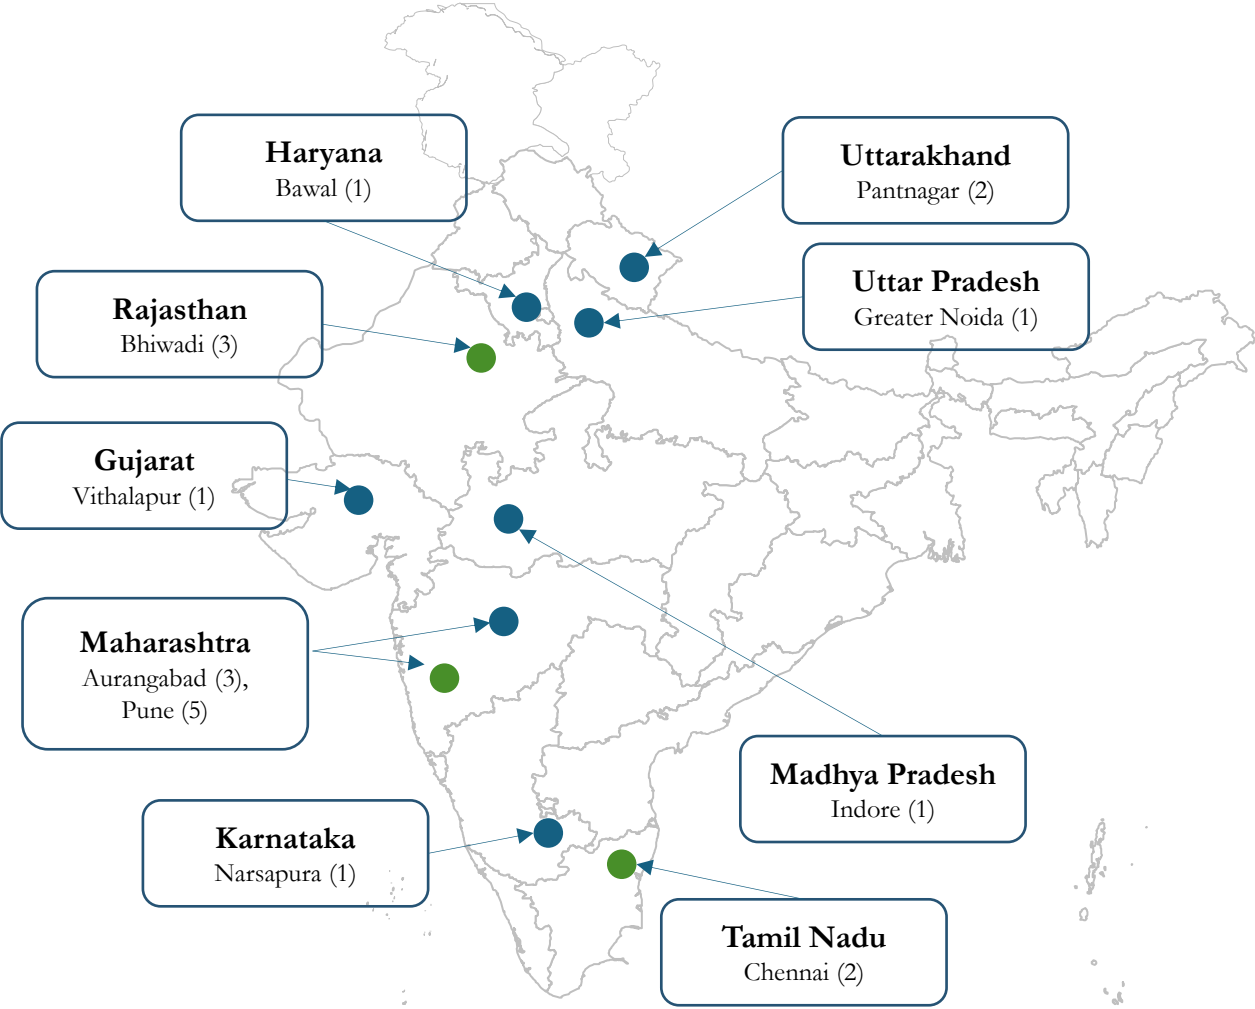 Haryana
Bawal (1)
Uttarakhand
Pantnagar (2)
Uttar Pradesh
Greater Noida (1)
Rajasthan
Bhiwadi (3)
Gujarat
Vithalapur (1)
Maharashtra
Aurangabad (3),
Pune (5)
Madhya Pradesh
Indore (1)
Karnataka
Narsapura (1)
Tamil Nadu
Chennai (2)